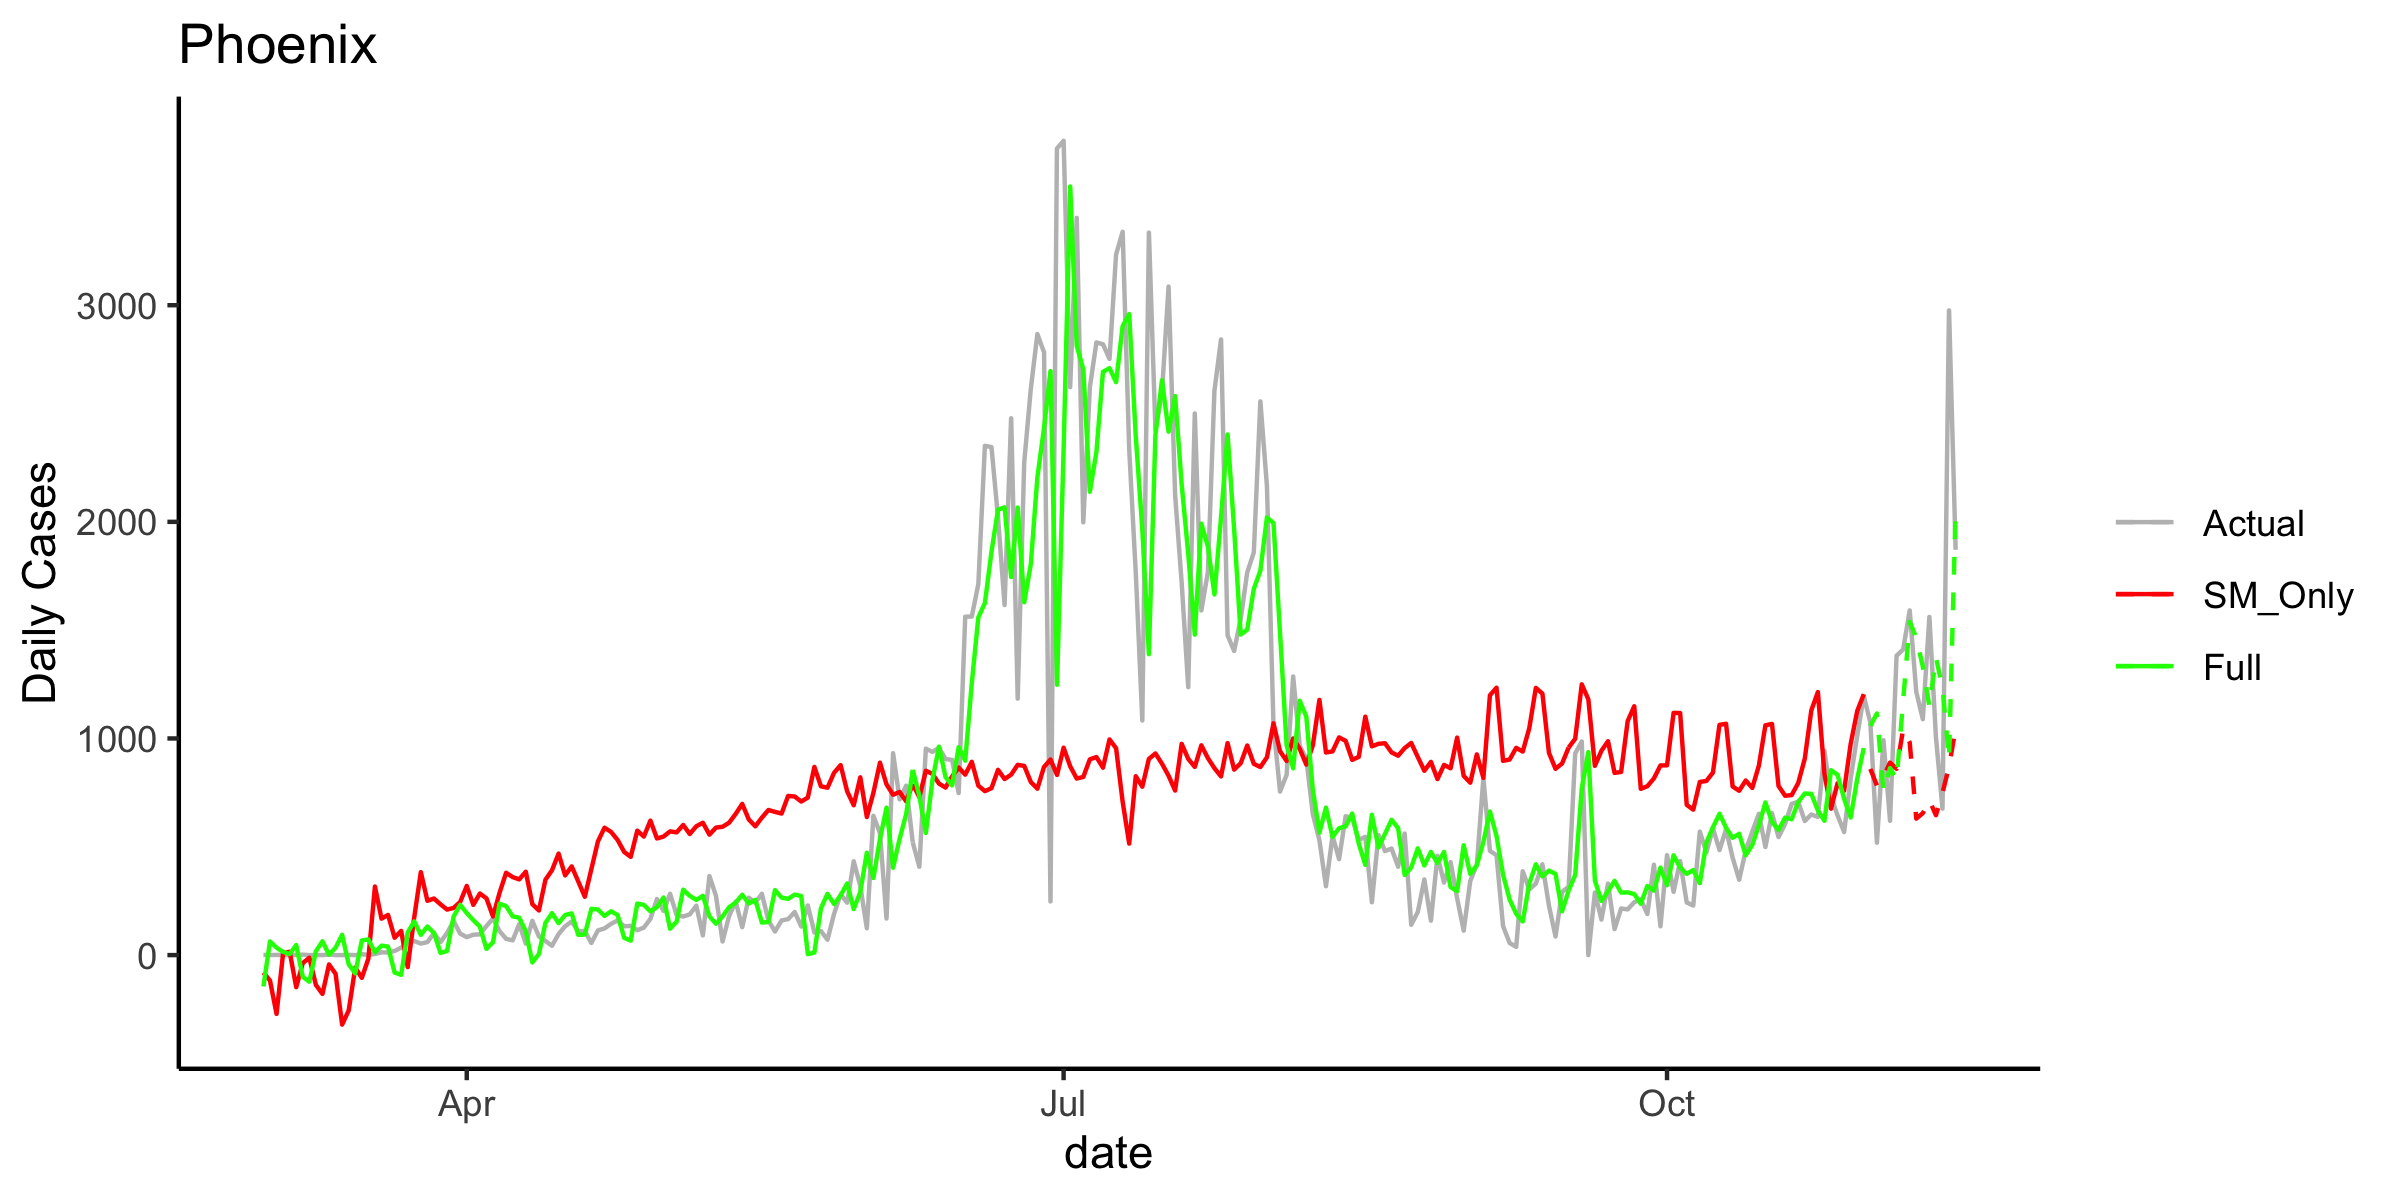 Phoenix
Daily Cases
3000
2000
1000
0
Apr
Jul
Oct
date
Actual
SM_Only
Full